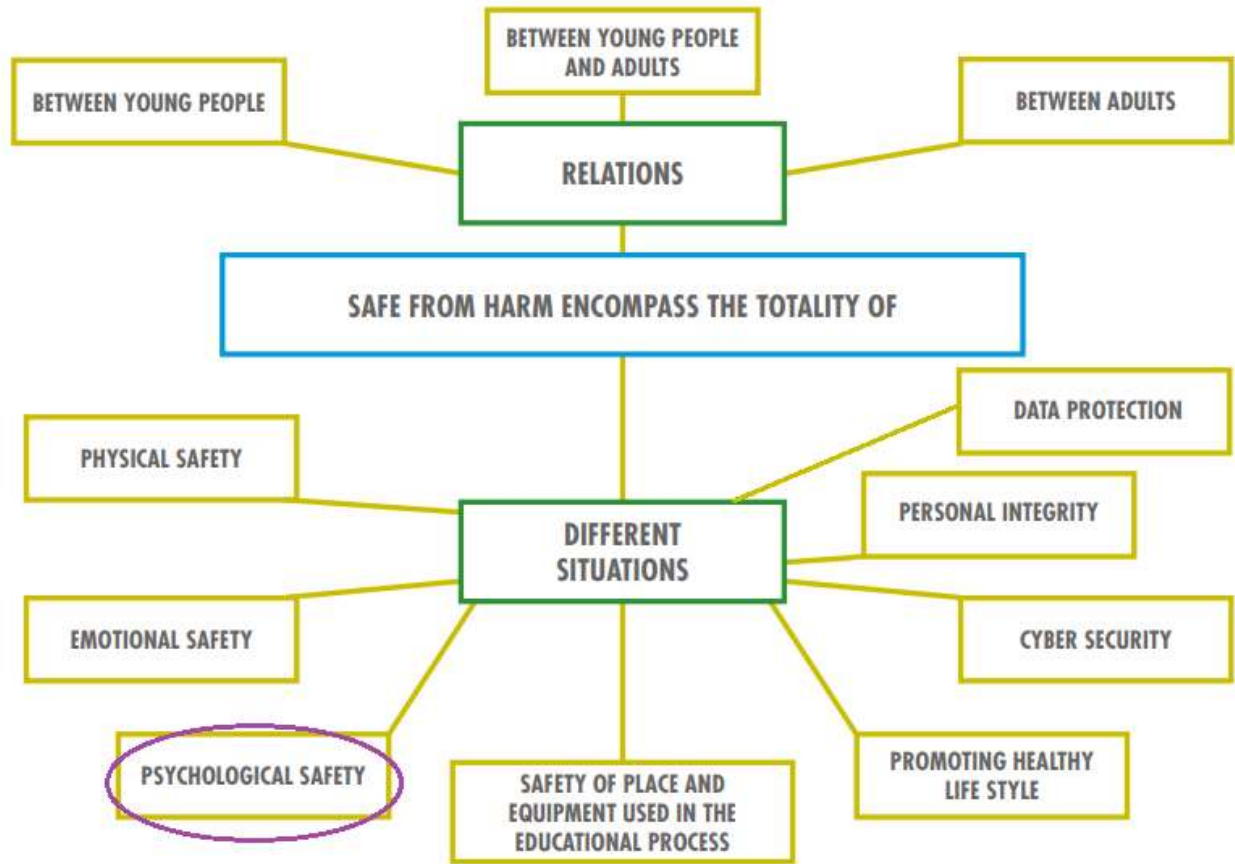 BETWEEN YOUNG PEOPLE
AND ADULTS
BETWEEN YOUNG PEOPLE
BETWEEN ADULTS
RELATIONS
SAFE FROM HARM ENCOMPASS THE TOTALITY OF
DATA PROTECTION
PHYSICAL SAFETY
PERSONAL INTEGRITY
DIFFERENT
SITUATIONS
EMOTIONAL SAFETY
CYBER SECURITY
PSYCHOLOGICAL SAFETY
SAFETY OF PLACE AND
EQUIPMENT USED IN THE
EDUCATIONAL PROCESS
PROMOTING HEALTHY
LIFE STYLE